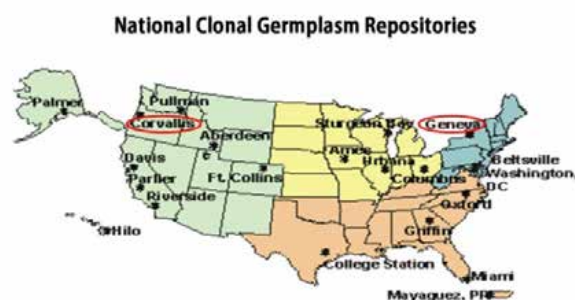 National Clonal Germplasm Repositories
Palmer
Pullman
Corvallis
Sturgeon Bay
Geneva
Aberdeen
Ames
Urbana
Columbus
Beltsville
Washington,
DC
Davis
Parlier
Ft. Collins
Riverside
Oxford
Griffin
Hilo
College Station
Miami
Mayaguez, PR